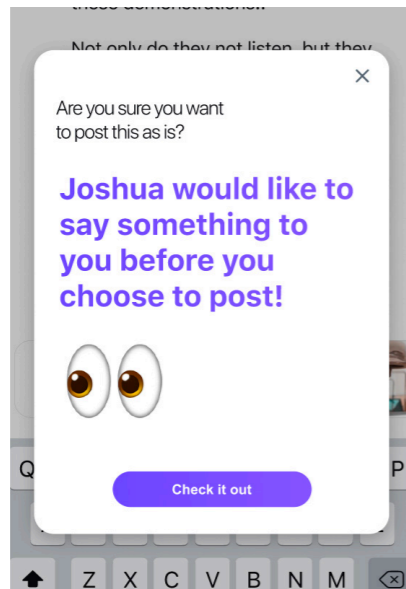 these demonstrations..
Not only do they not listen, but they
Are you sure you want
to post this as is?
Joshua would like to
say something to
you before you
choose to post!
Check it out
Q P
Z X C V B N M